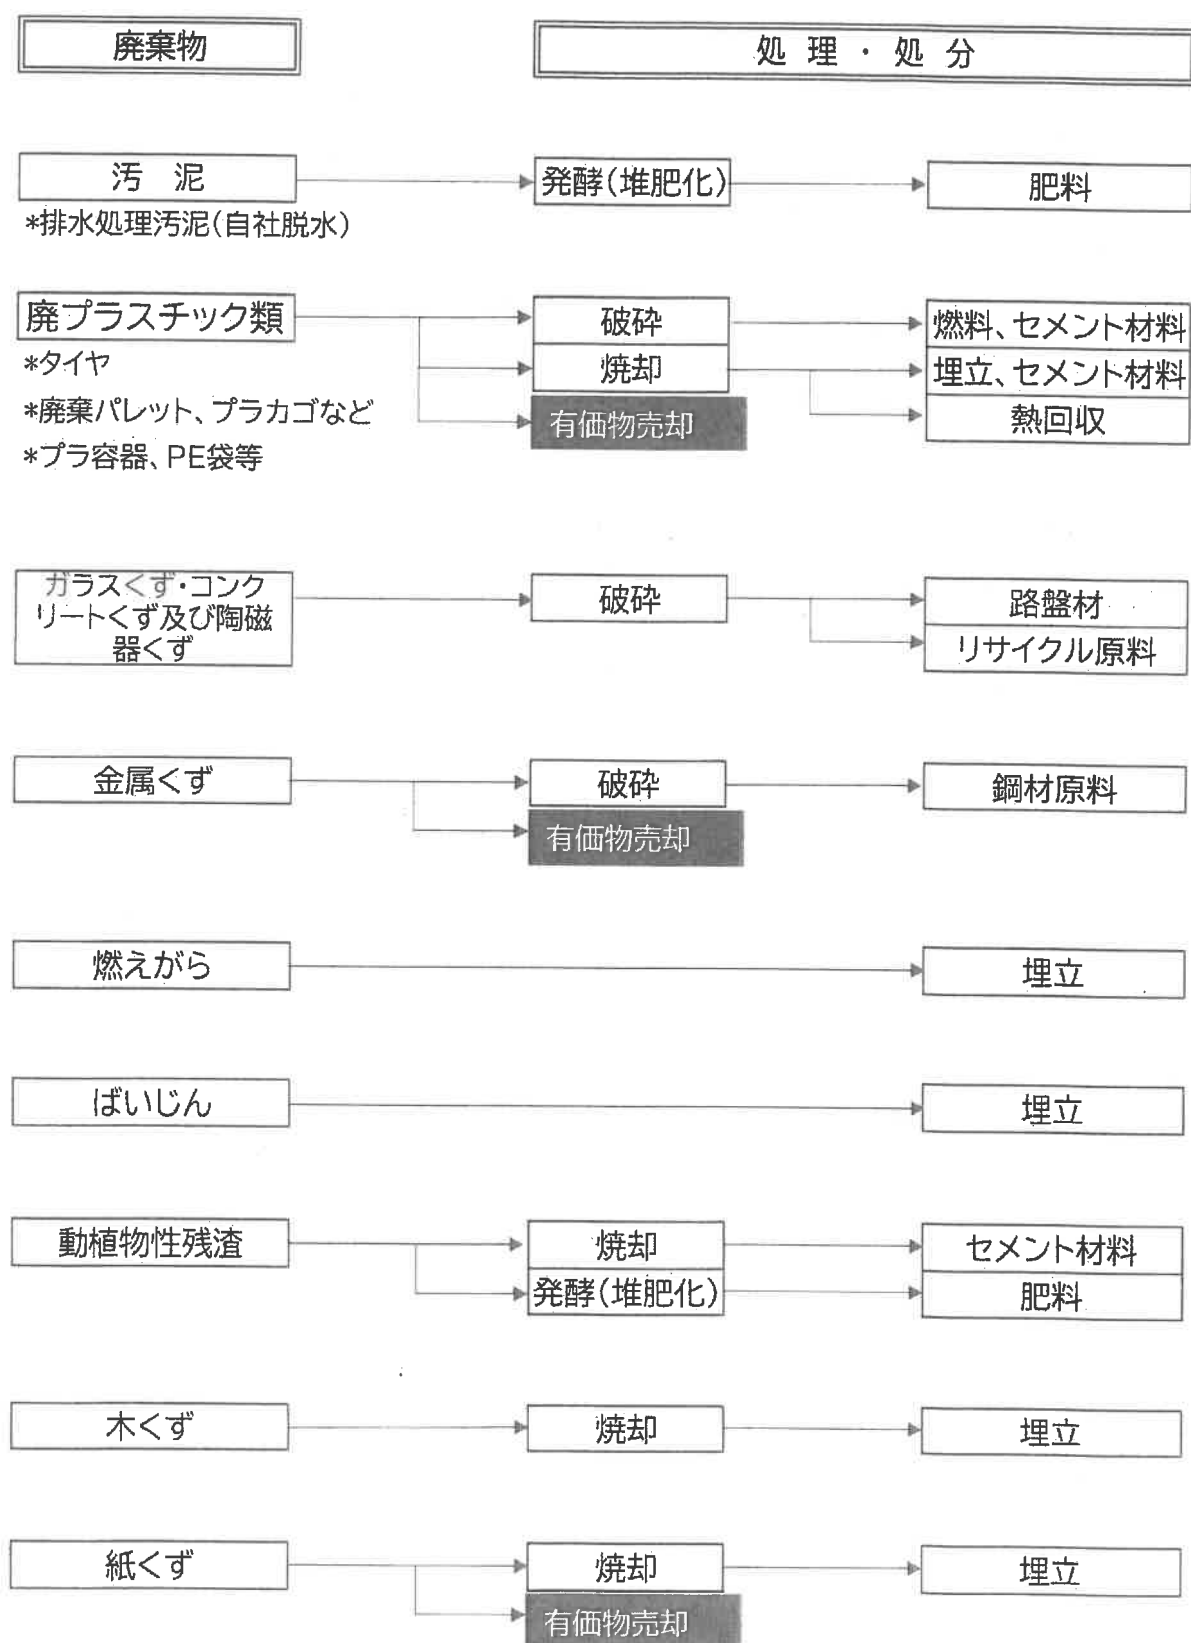 廃棄物
処理・処分
汚 泥
発酵(堆肥化)
肥料
*排水処理汚泥(自社脱水)
廃プラスチック類
破砕
燃料、セメント材料
*タイヤ
焼却
埋立、セメント材料
*廃棄パレット、プラカゴなど
有価物売却
熱回収
*プラ容器、PE袋等
ガラスくず・コンク
リートくず及び陶磁
器くず
破砕
路盤材
リサイクル原料
金属くず
破砕
鋼材原料
有価物売却
燃えがら
埋立
ばいじん
埋立
動植物性残渣
焼却
セメント材料
発酵(堆肥化)
肥料
木くず
焼却
埋立
紙くず
焼却
埋立
有価物売却